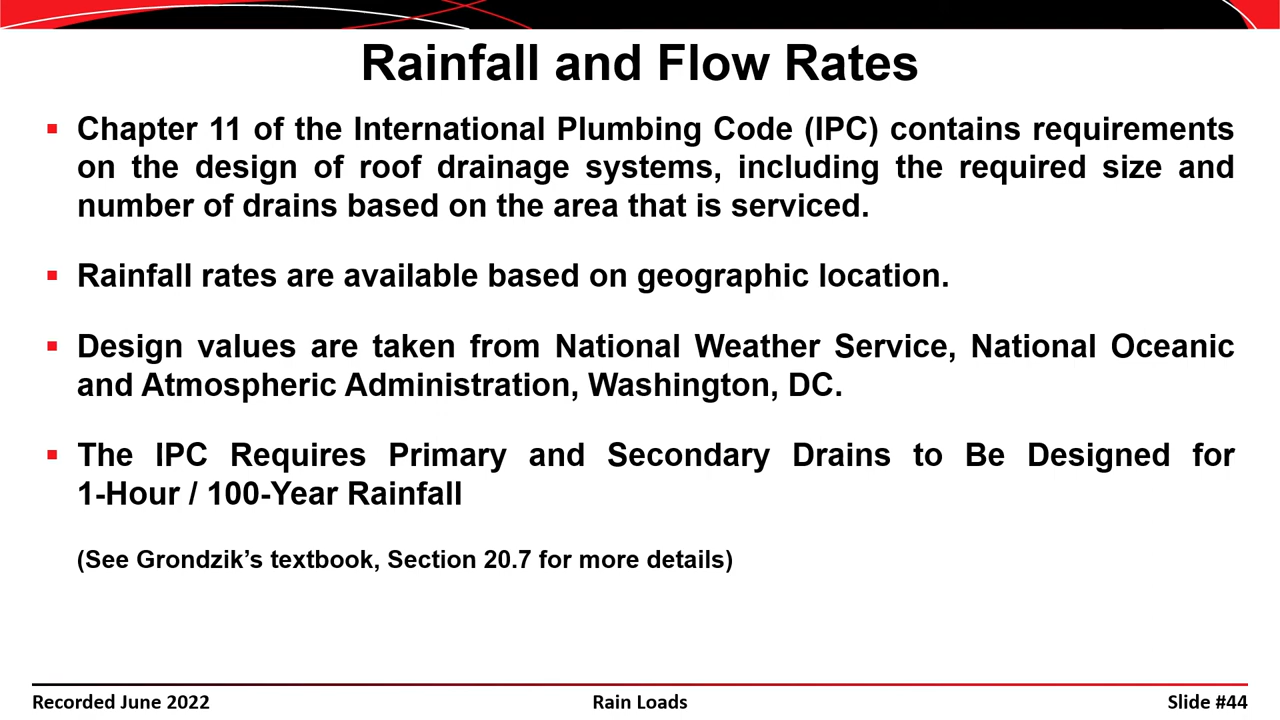 Rainfall and Flow Rates
▪ Chapter 11 of the International Plumbing Code (IPC) contains requirements
on the design of roof drainage systems, including the required size and
number of drains based on the area that is serviced.
▪ Rainfall rates are available based on geographic location.
▪ Design values are taken from National Weather Service, National Oceanic
and Atmospheric Administration, Washington, DC.
▪ The IPC Requires Primary and Secondary Drains to Be Designed for
1-Hour / 100-Year Rainfall
(See Grondzik’s textbook, Section 20.7 for more details)
Recorded June 2022 Rain Loads Slide #44